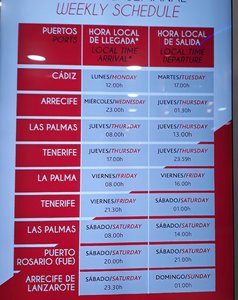 WEEKLY SCHEDULE
PUERTOS
PORTS
HORA LOCAL
DE LLEGADA*
LOCAL TIME
ARRIVAL*
HORA LOCAL
DE SALIDA
LOCAL TIME
DEPARTURE
CÁDIZ
LUNES/MONDAY
12.00h
MARTES/TUESDAY
17.00h
ARRECIFE
MIÉRCOLES/WEDNESDAY
23.00h
JUEVES/THURSDAY
01.30h
LAS PALMAS
JUEVES/THURSDAY
08.00h
JUEVES/THURSDAY
13.00h
TENERIFE
JUEVES/THURSDAY
17.00h
JUEVES/THURSDAY
23.59h
LA PALMA
VIERNES/FRIDAY
08.00h
VIERNES/FRIDAY
16.00h
TENERIFE
VIERNES/FRIDAY
21.30h
SÁBADO/SATURDAY
01.00h
LAS PALMAS
SÁBADO/SATURDAY
08.00h
SÁBADO/SATURDAY
14.00h
PUERTO
ROSARIO (FUE)
SÁBADO/SATURDAY
20.00h
SÁBADO/SATURDAY
21.00h
ARRECIFE DE
LANZAROTE
SÁBADO/SATURDAY
23.30h
DOMINGO/SUNDAY
01.00h